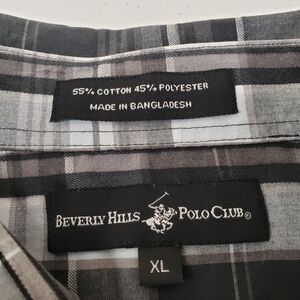 55% COTTON 45% POLYESTER
MADE IN BANGLADESH
BEVERLY HILLS POLO CLUB®
XL